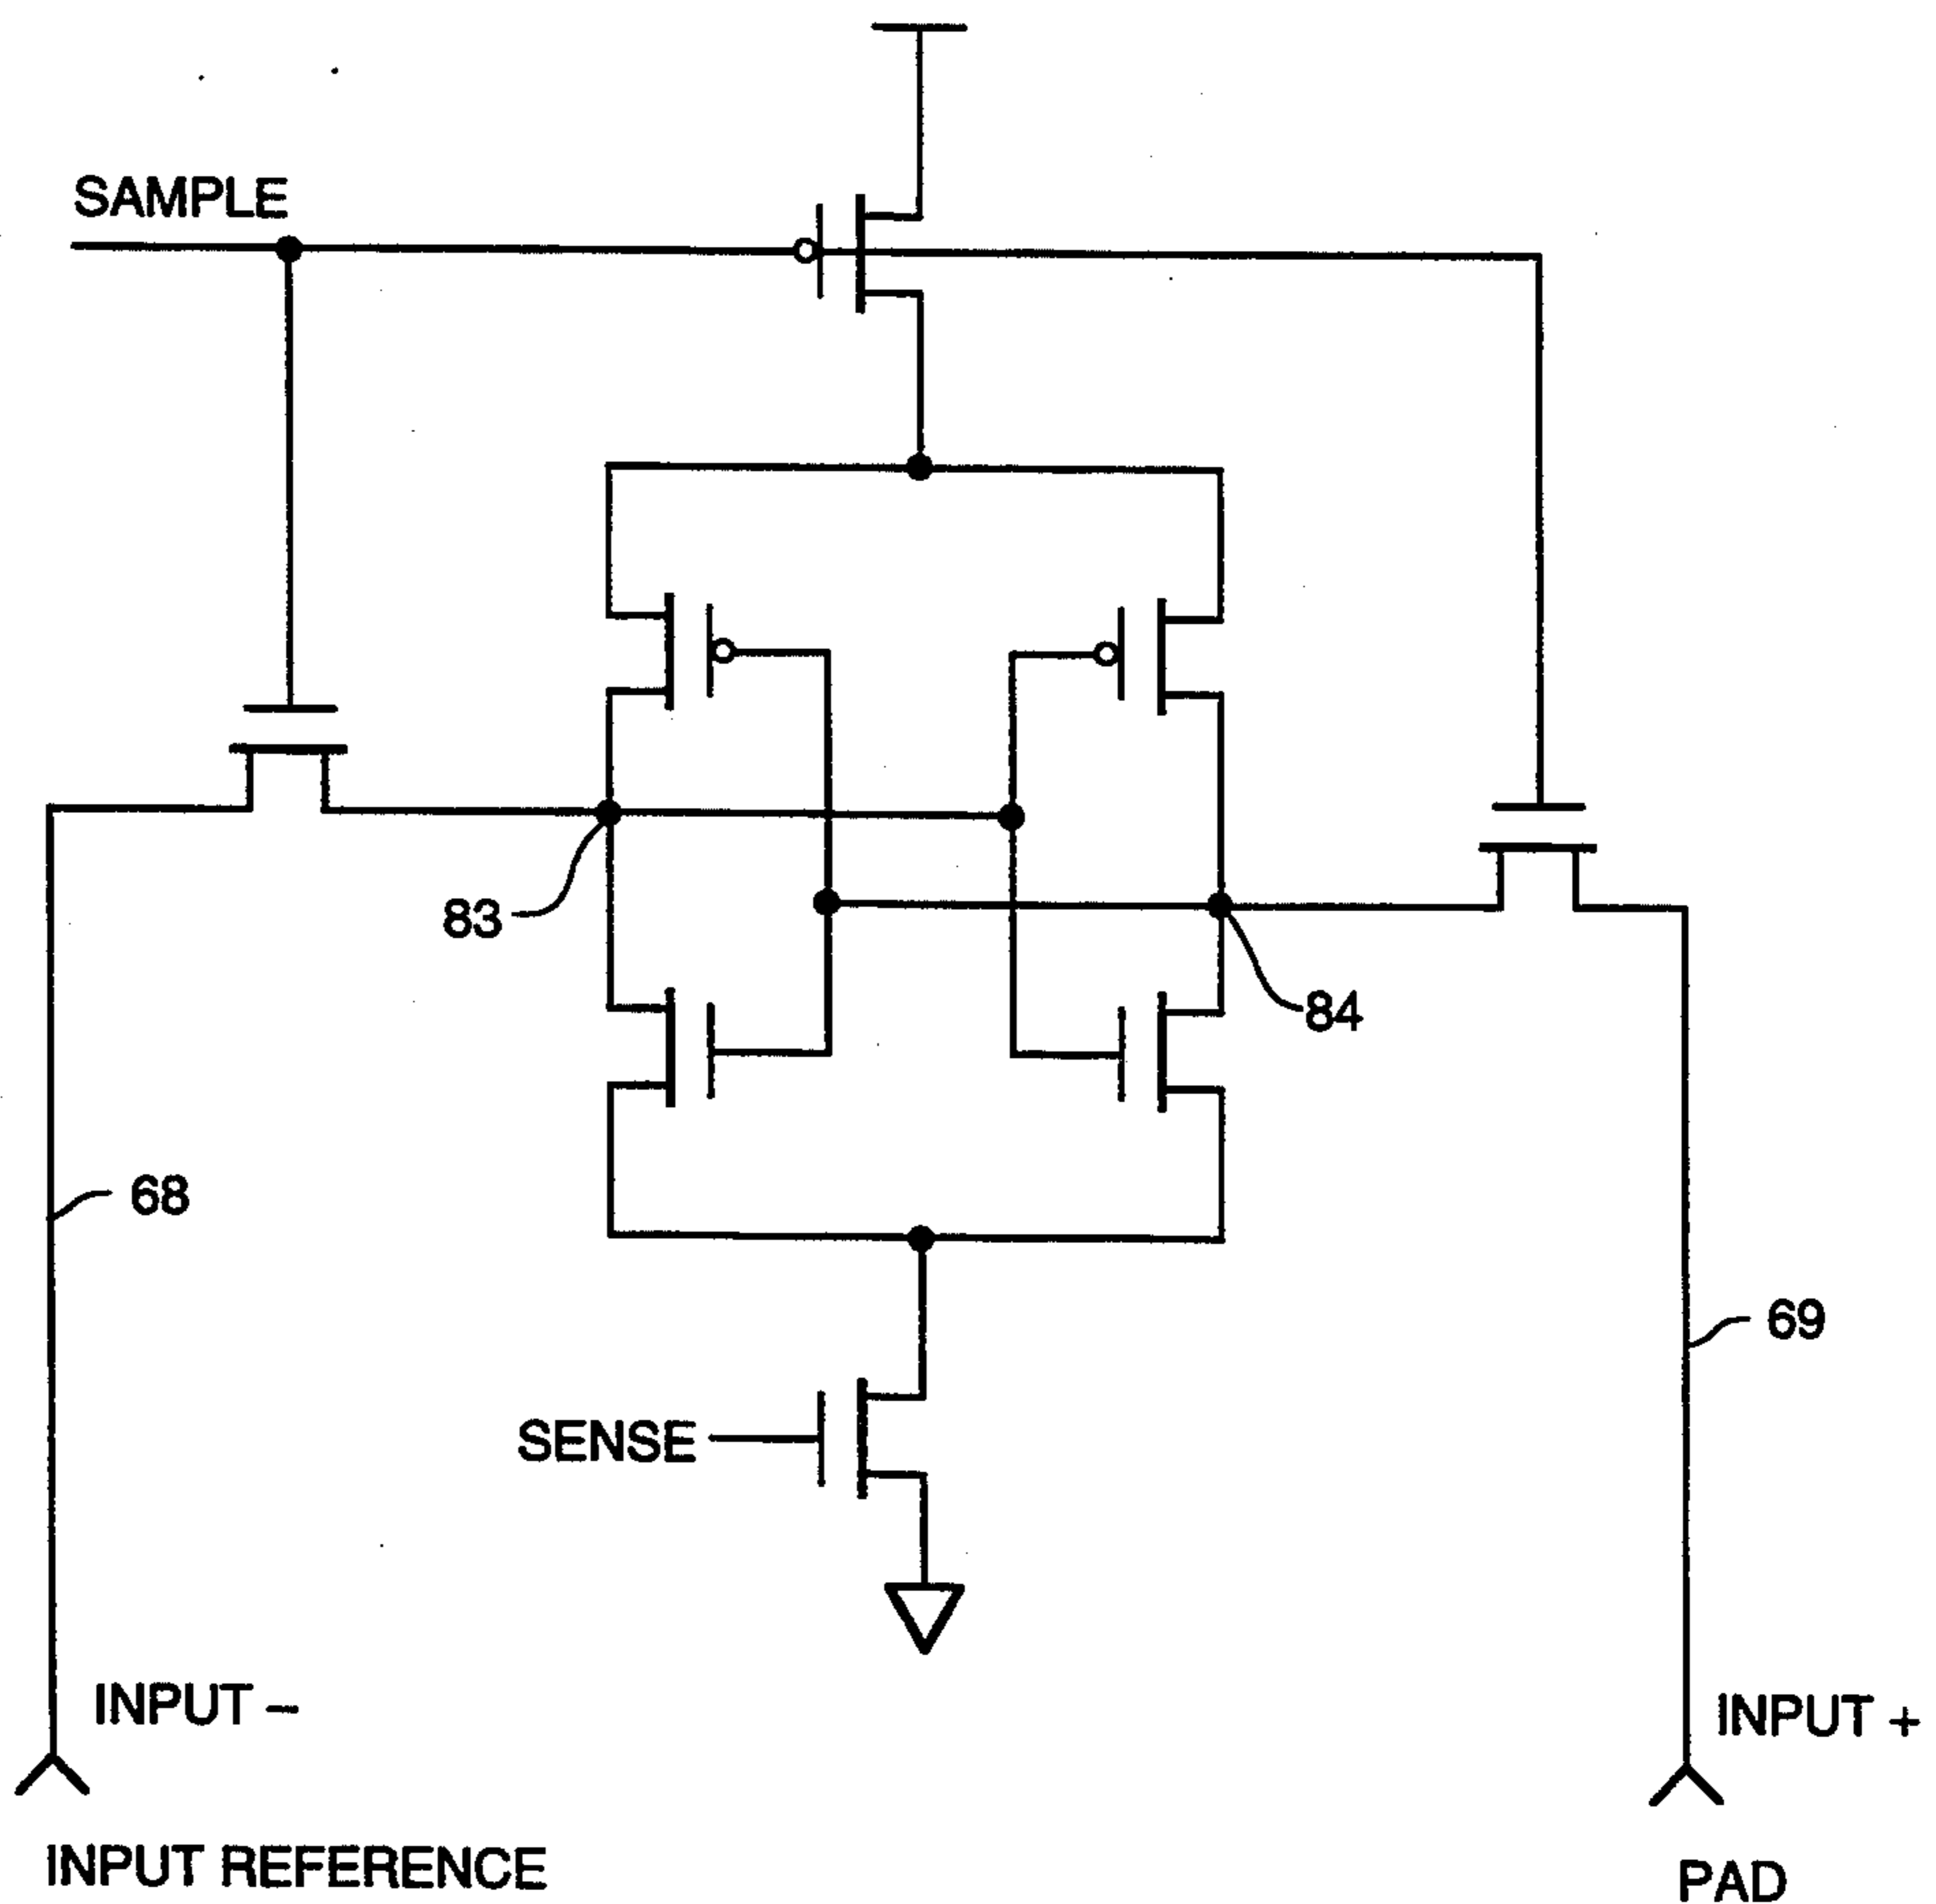 SAMPLE
83
84
68
69
SENSE
INPUT –
INPUT +
INPUT REFERENCE
PAD